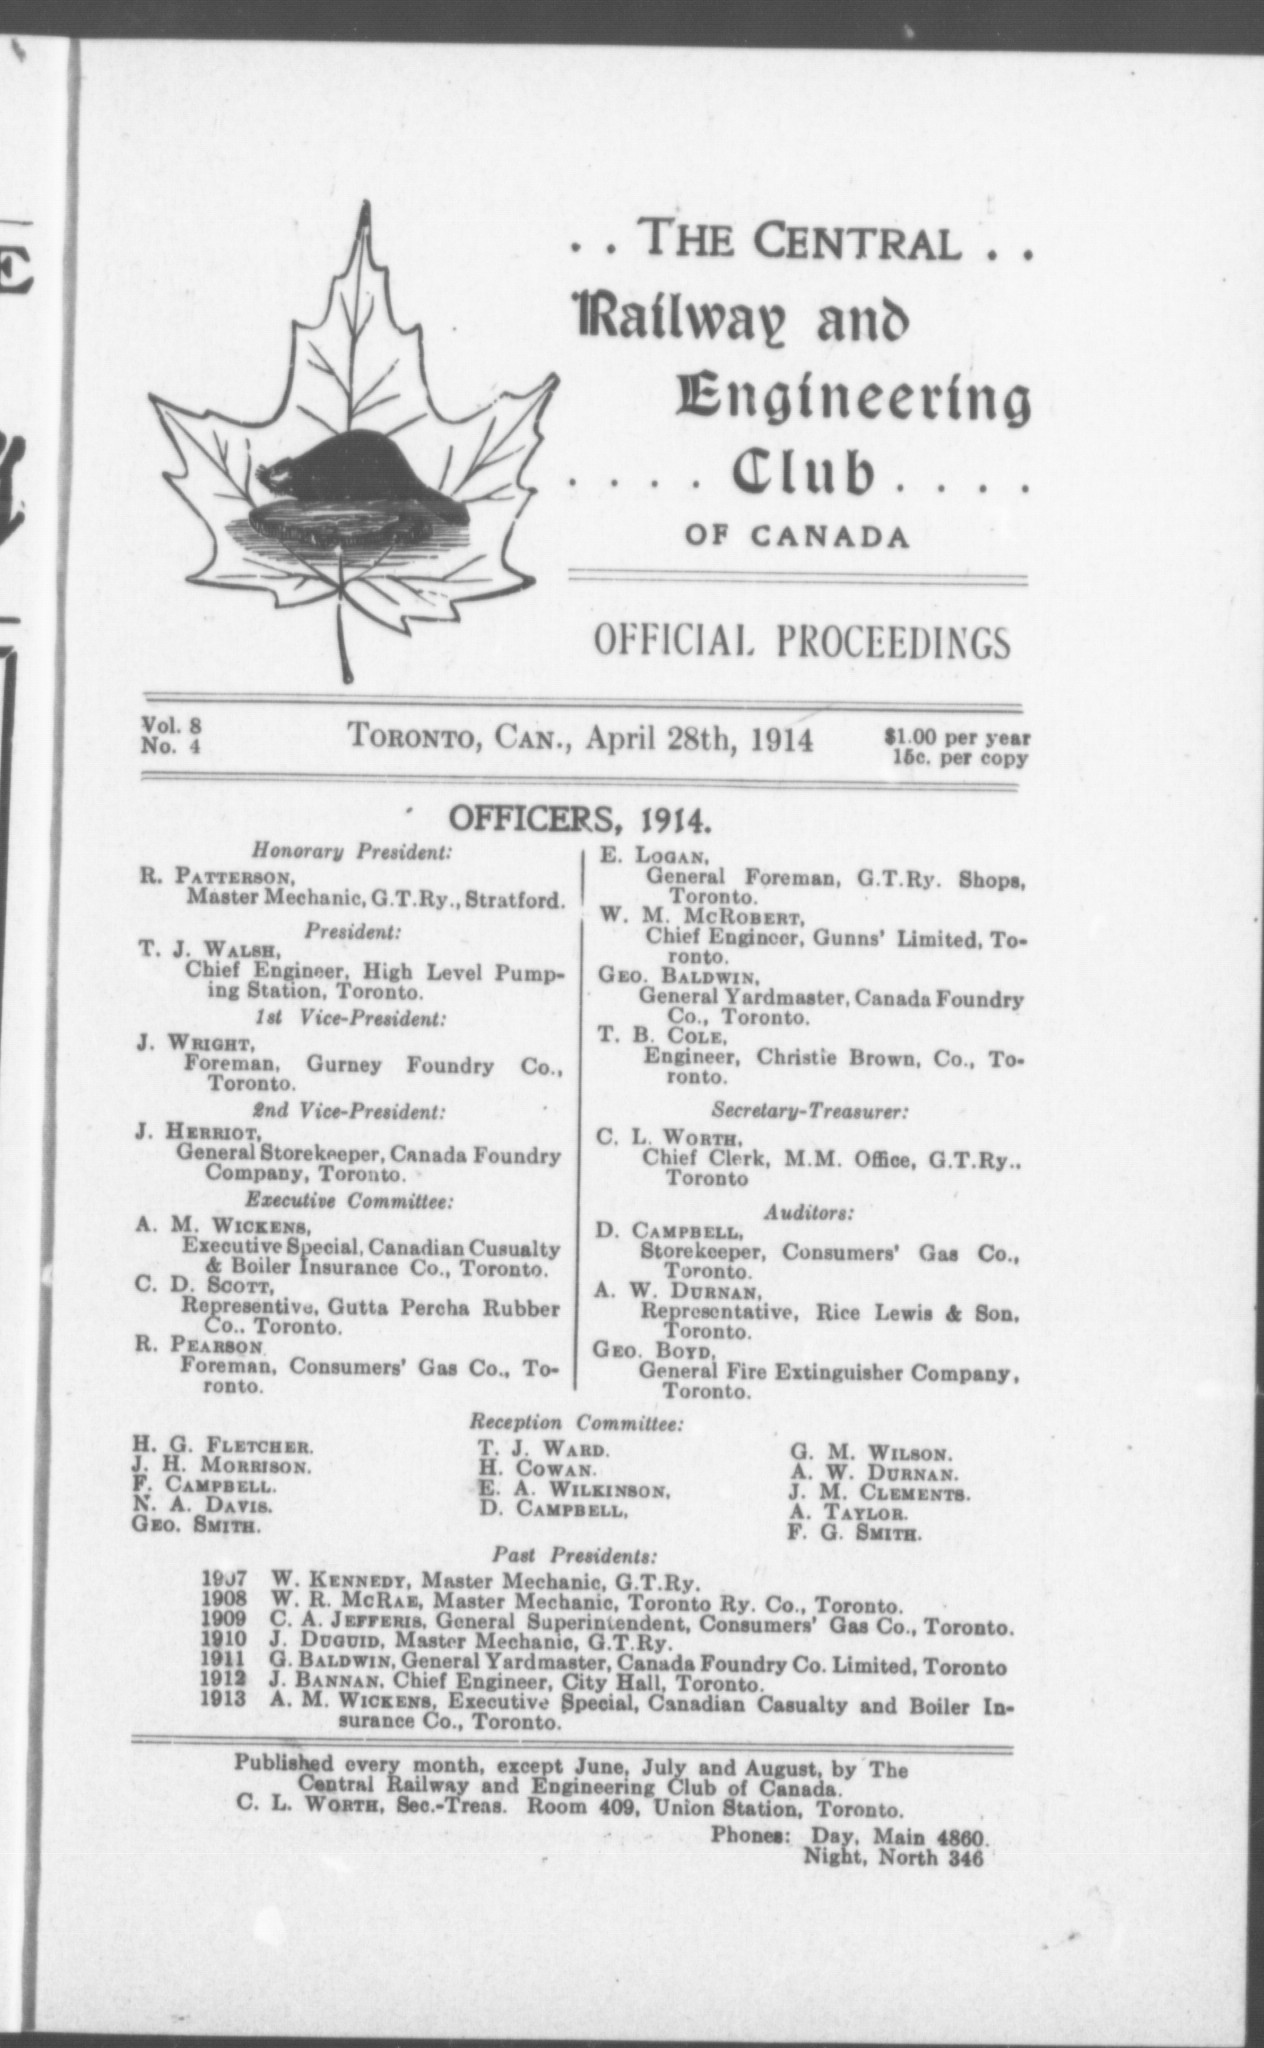 . . THE CENTRAL . .
Railway and
Engineering
. . . . Club . . . .
OF CANADA
OFFICIAL PROCEEDINGS
Vol. 8
No. 4
TORONTO, CAN., April 28th, 1914
$1.00 per year
15c. per copy
OFFICERS, 1914.
Honorary President:
R. PATTERSON,
Master Mechanic, G.T.Ry., Stratford.
President:
T. J. WALSH,
Chief Engineer, High Level Pump-
ing Station, Toronto.
1st Vice-President:
J. WRIGHT,
Foreman, Gurney Foundry Co.,
Toronto.
2nd Vice-President:
J. HERRIOT,
General Storekeeper, Canada Foundry
Company, Toronto.
Executive Committee:
A. M. WICKENS,
Executive Special, Canadian Cusualty
& Boiler Insurance Co., Toronto.
C. D. SCOTT,
Representive, Gutta Percha Rubber
Co., Toronto.
R. PEARSON
Foreman, Consumers' Gas Co., To-
ronto.
E. LOGAN,
General Foreman, G.T.Ry. Shops,
Toronto.
W. M. MCROBERT,
Chief Engineer, Gunns' Limited, To-
ronto.
GEO. BALDWIN,
General Yardmaster, Canada Foundry
Co., Toronto.
T. B. COLE,
Engineer, Christie Brown, Co., To-
ronto.
Secretary-Treasurer:
C. L. WORTH,
Chief Clerk, M.M. Office, G.T.Ry.,
Toronto
Auditors:
D. CAMPBELL,
Storekeeper, Consumers' Gas Co.,
Toronto.
A. W. DURNAN,
Representative, Rice Lewis & Son,
Toronto.
GEO. BOYD,
General Fire Extinguisher Company,
Toronto.
Reception Committee:
H. G. FLETCHER.
J. H. MORRISON.
F. CAMPBELL.
N. A. DAVIS.
GEO. SMITH.
T. J. WARD.
H. COWAN.
E. A. WILKINSON,
D. CAMPBELL,
G. M. WILSON.
A. W. DURNAN.
J. M. CLEMENTS.
A. TAYLOR.
F. G. SMITH.
Past Presidents:
1907 W. KENNEDY, Master Mechanic, G.T.Ry.
1908 W. R. MCRAE, Master Mechanic, Toronto Ry. Co., Toronto.
1909 C. A. JEFFERIS, General Superintendent, Consumers' Gas Co., Toronto.
1910 J. DUGUID, Master Mechanic, G.T.Ry.
1911 G. BALDWIN, General Yardmaster, Canada Foundry Co. Limited, Toronto
1912 J. BANNAN, Chief Engineer, City Hall, Toronto.
1913 A. M. WICKENS, Executive Special, Canadian Casualty and Boiler In-
surance Co., Toronto.
Published every month, except June, July and August, by The
Central Railway and Engineering Club of Canada.
C. L. WORTH, Sec.-Treas. Room 409, Union Station, Toronto.
Phones: Day, Main 4860.
Night, North 346